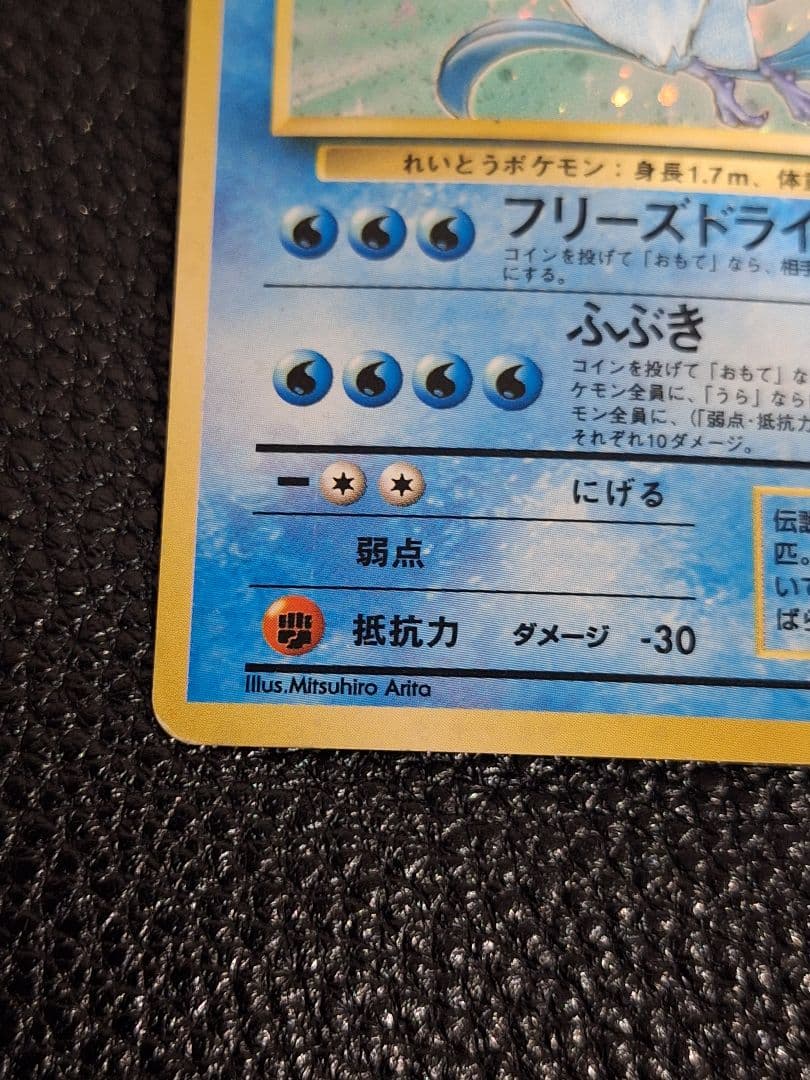 れいとうポケモン：身長1.7m、体
フリーズドライ
コインを投げて「おもて」なら、相手
にする。
ふぶき
コインを投げて「おもて」な
ケモン全員に、「うら」なら
モン全員に、（「弱点・抵抗力
それぞれ10ダメージ。
にげる
弱点
抵抗力 ダメージ -30
伝説
匹。
いて
ばら
Illus.Mitsuhiro Arita